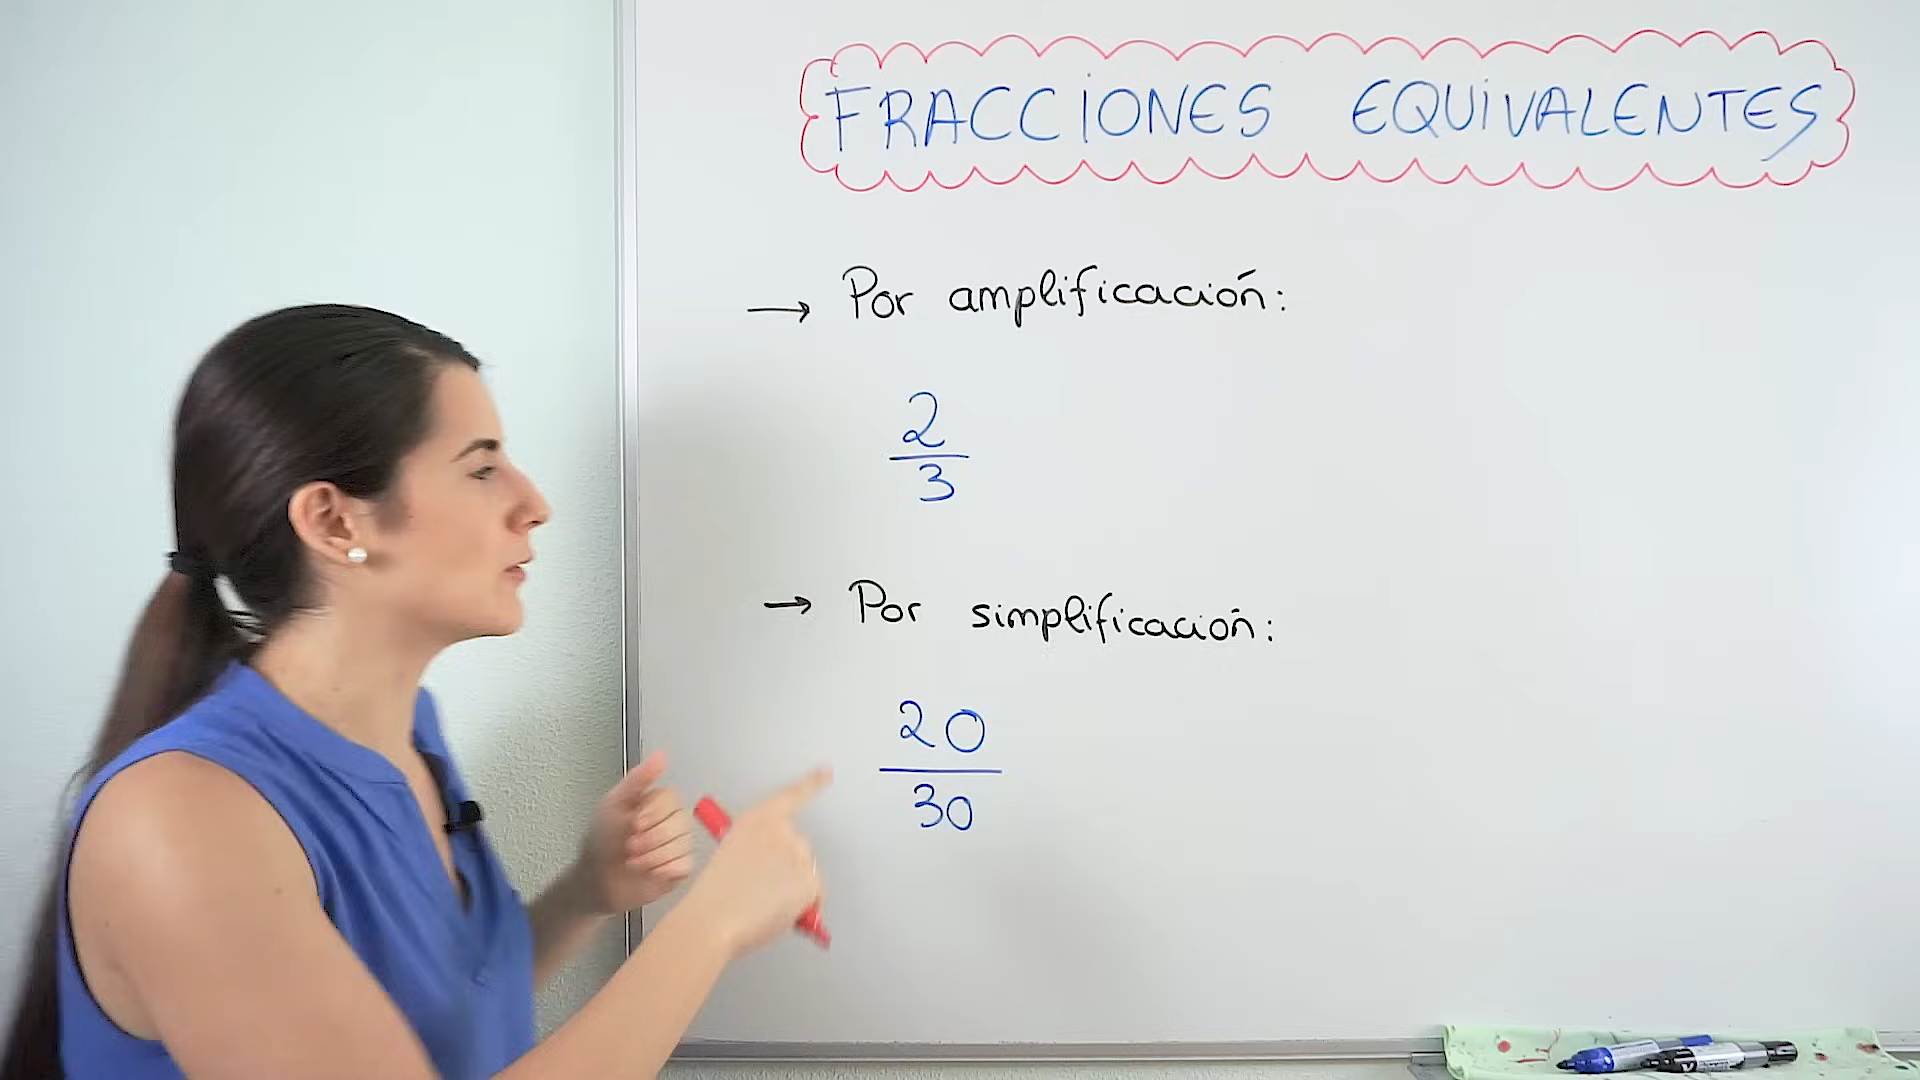 FRACCIONES EQUIVALENTES
→ Por amplificación:
2
3
→ Por simplificación:
20
30